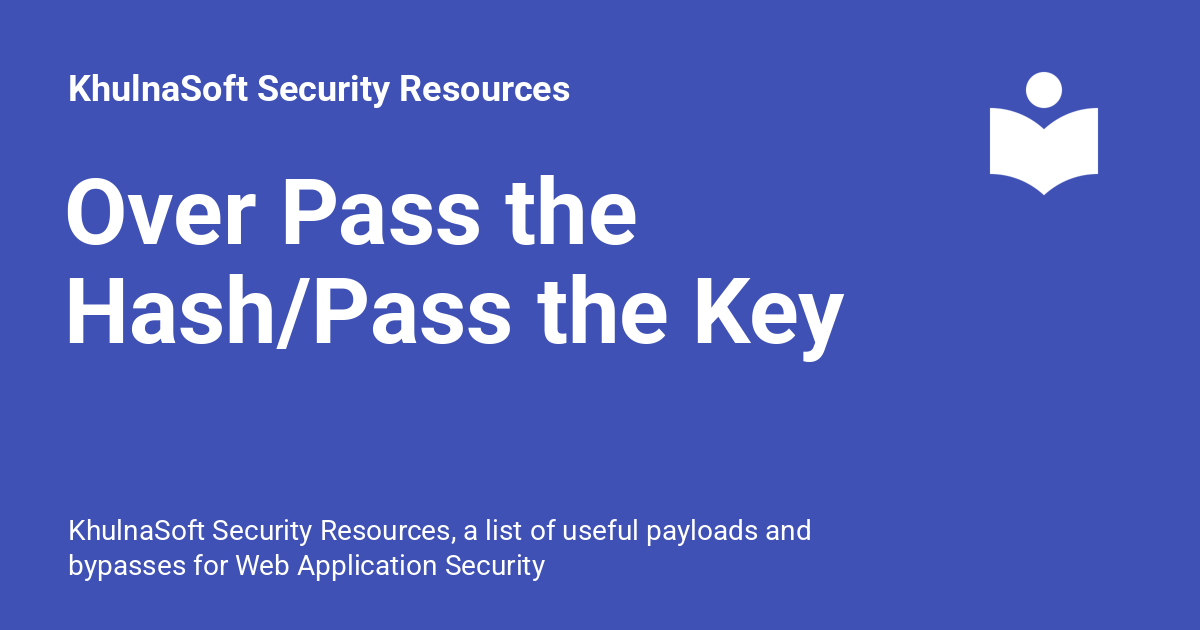 KhulnaSoft Security Resources
Over Pass the
Hash/Pass the Key
KhulnaSoft Security Resources, a list of useful payloads and
bypasses for Web Application Security